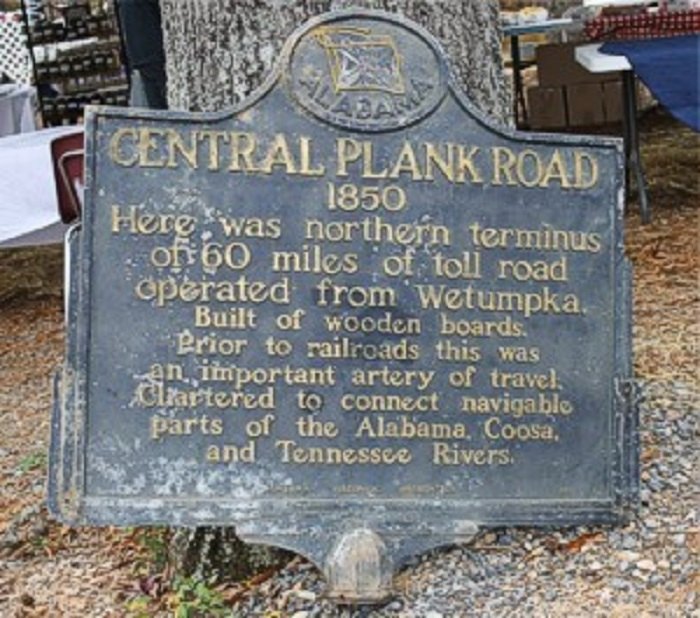 ALABAMA
CENTRAL PLANK ROAD
1850
Here was northern terminus
of 60 miles of toll road
operated from Wetumpka.
Built of wooden boards.
Prior to railroads this was
an important artery of travel.
Chartered to connect navigable
parts of the Alabama, Coosa,
and Tennessee Rivers.